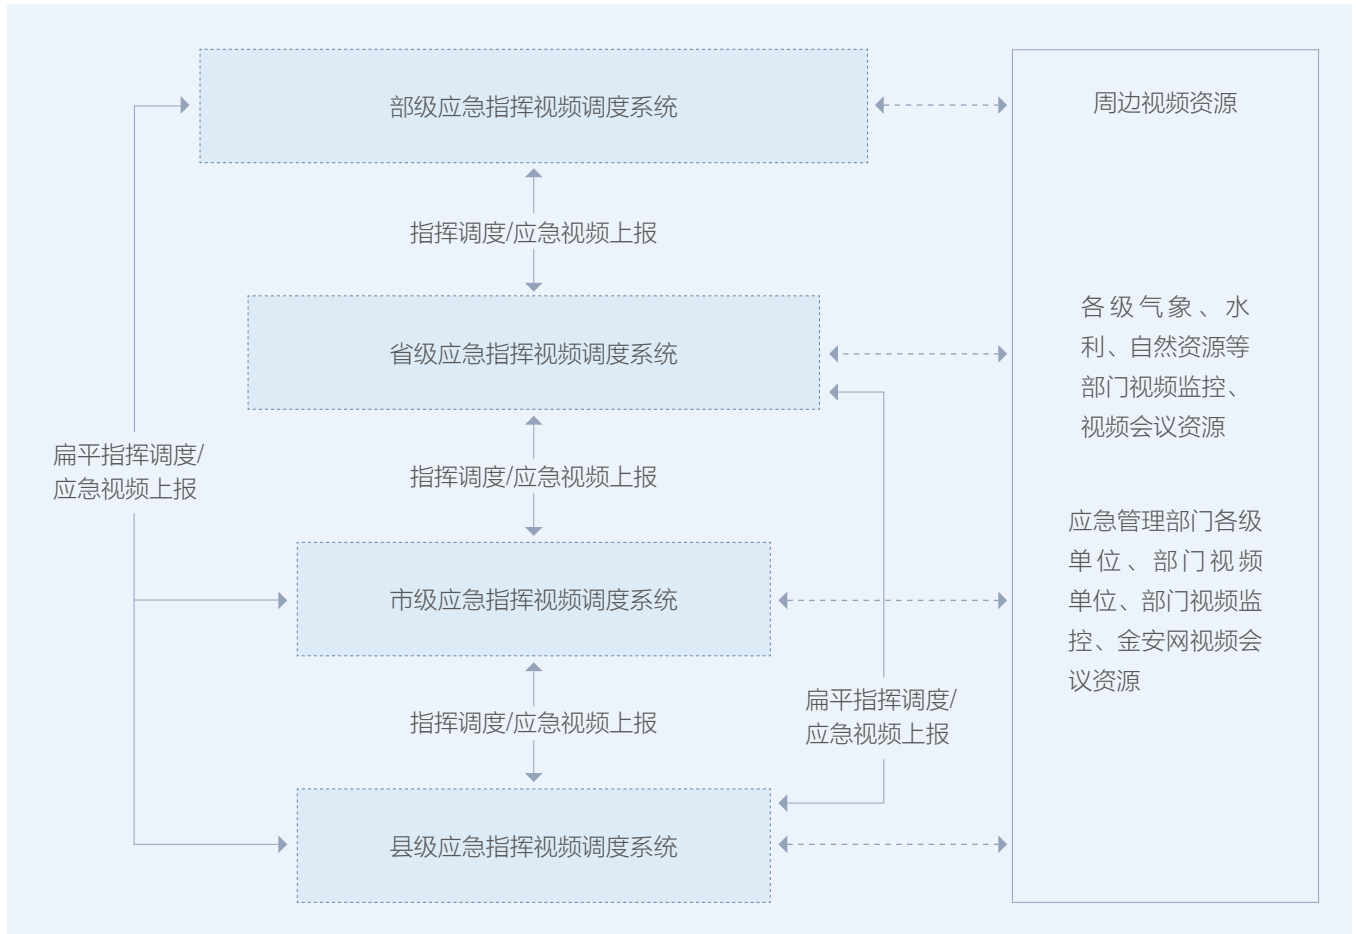 部级应急指挥视频调度系统
周边视频资源
指挥调度/应急视频上报
各级气象、水
利、自然资源等
部门视频监控、
视频会议资源
省级应急指挥视频调度系统
扁平指挥调度/
应急视频上报
指挥调度/应急视频上报
应急管理部门各级
单位、部门视频
单位、部门视频监
控、金安网视频会
议资源
市级应急指挥视频调度系统
指挥调度/应急视频上报
扁平指挥调度/
应急视频上报
县级应急指挥视频调度系统